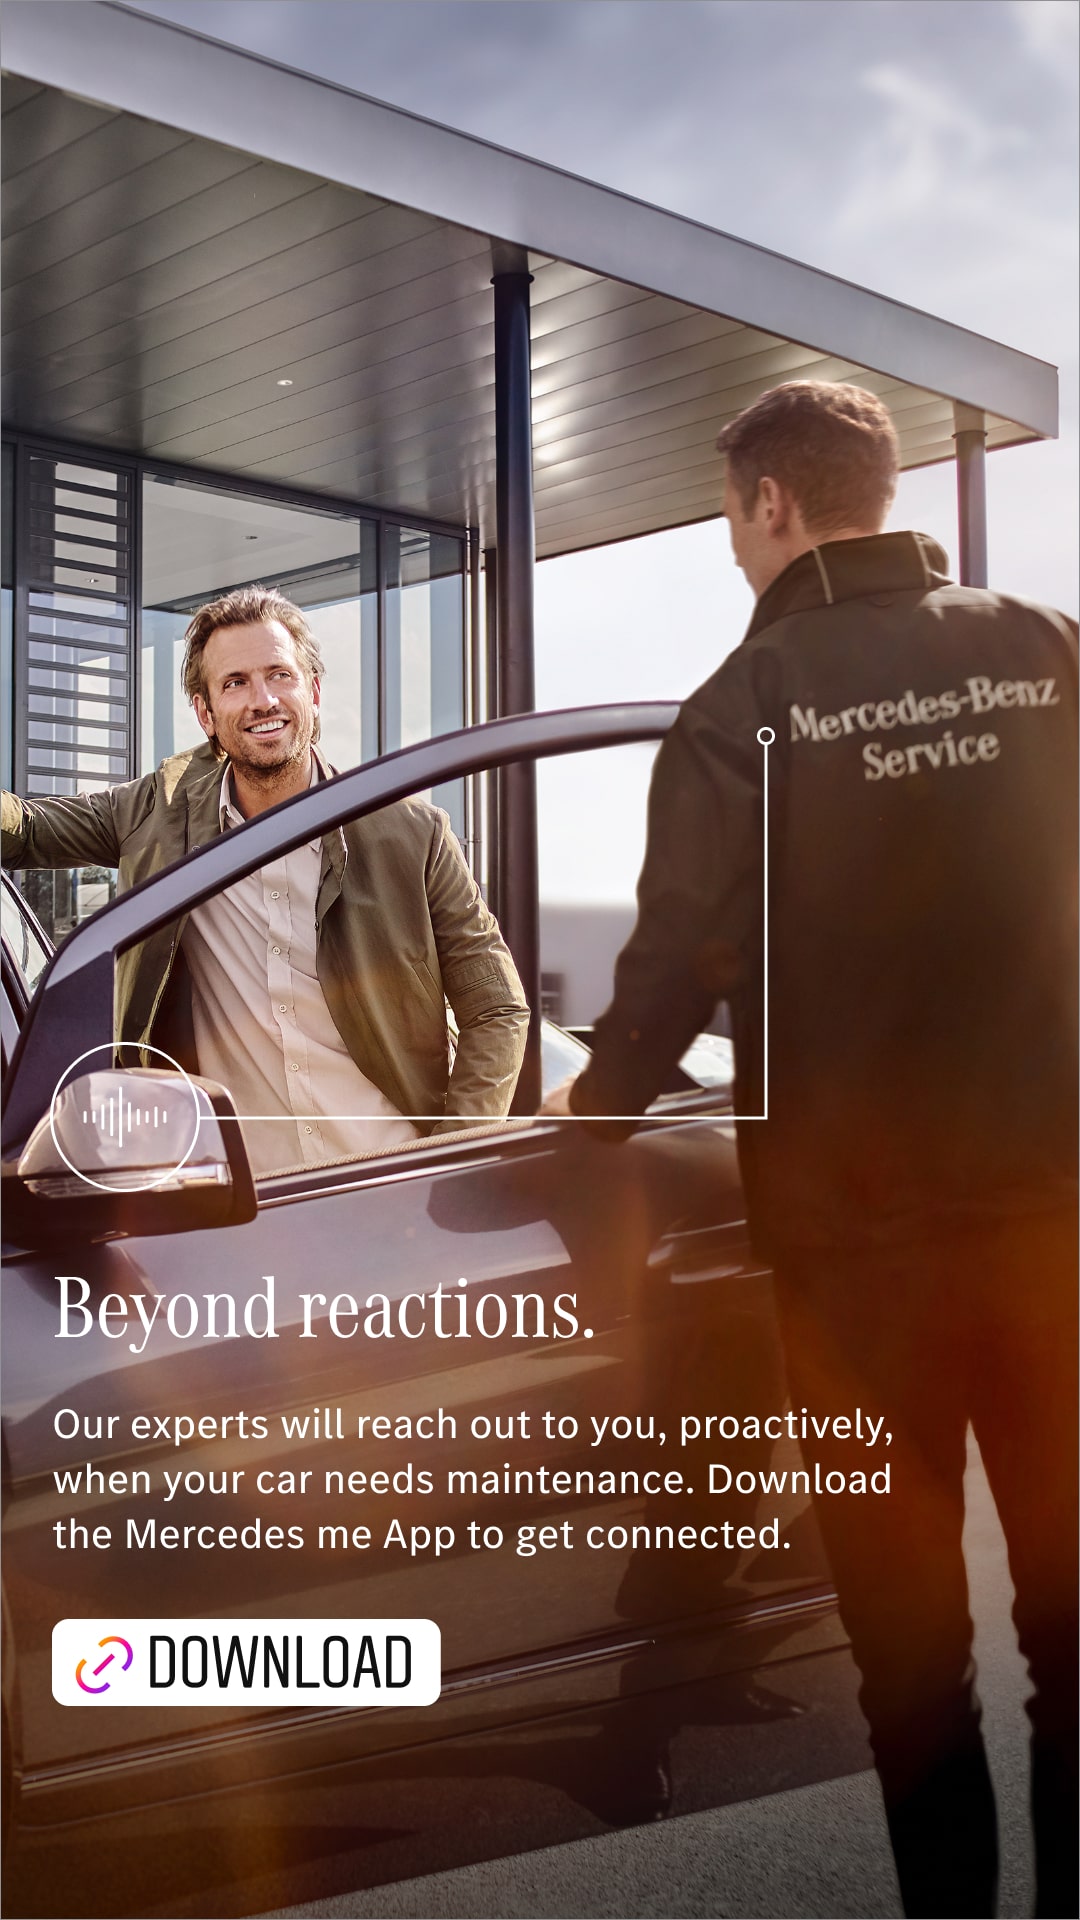 Mercedes-Benz
Service
Beyond reactions.
Our experts will reach out to you, proactively,
when your car needs maintenance. Download
the Mercedes me App to get connected.
DOWNLOAD